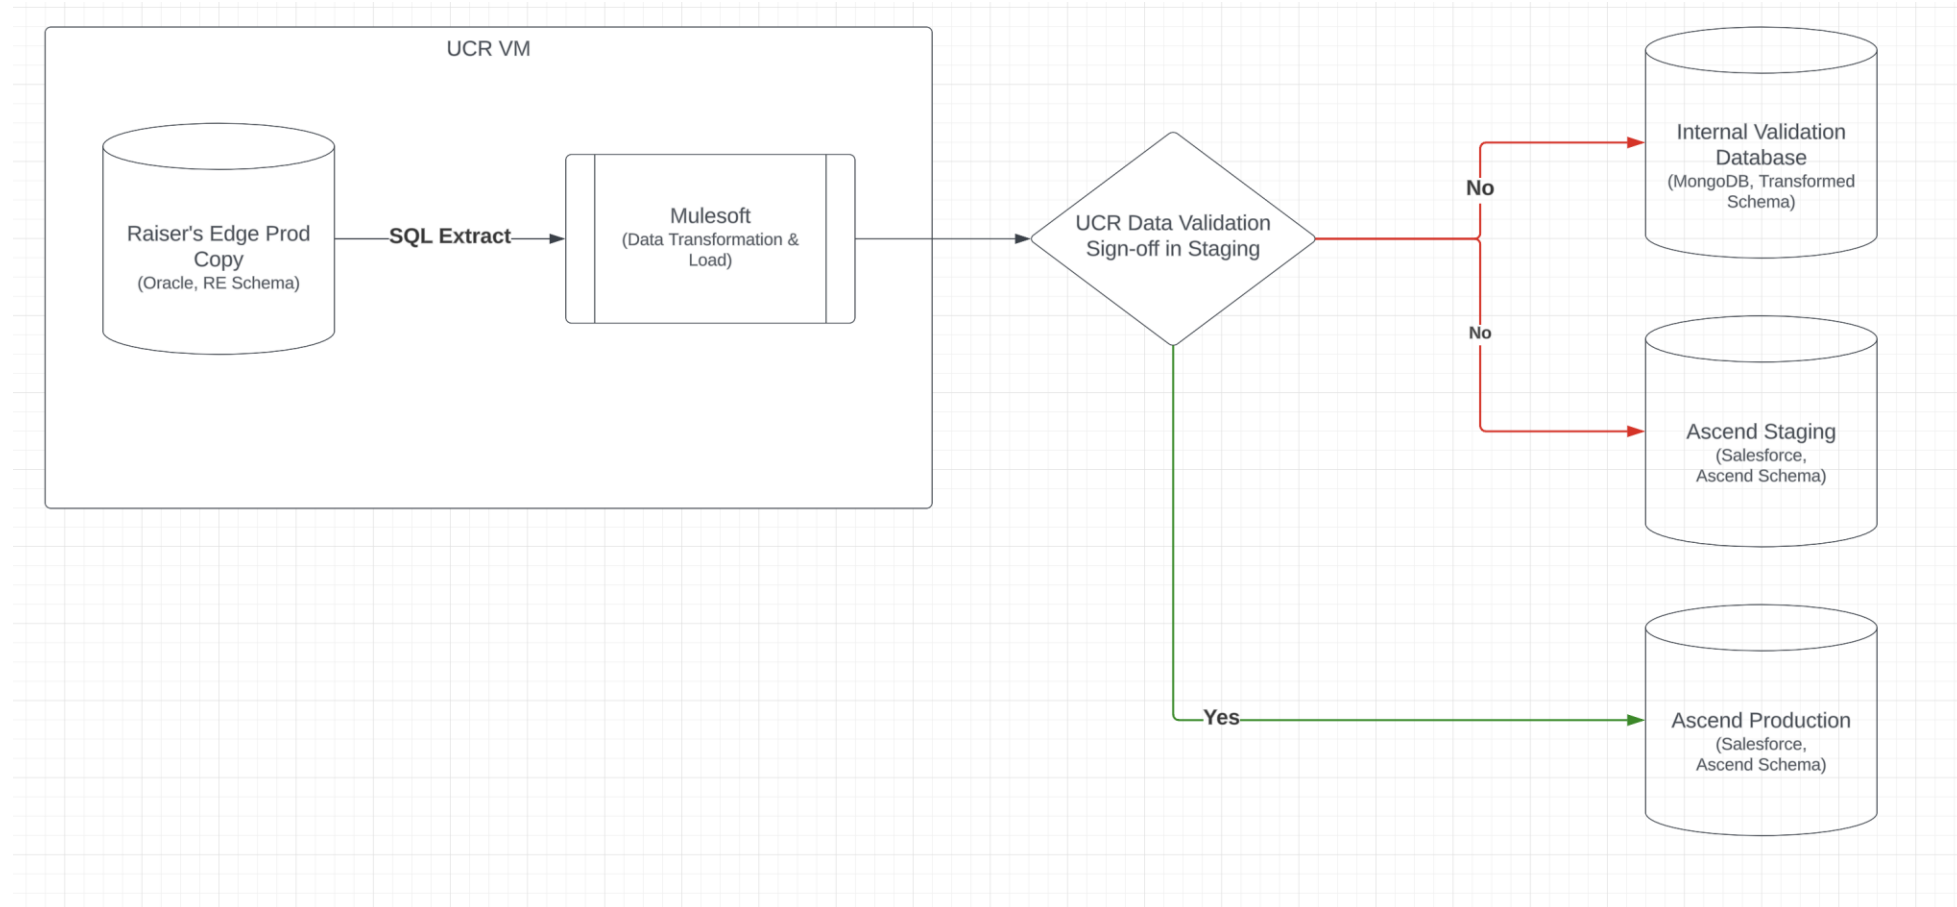 UCR VM
Raiser's Edge Prod
Copy
(Oracle, RE Schema)
SQL Extract
Mulesoft
(Data Transformation &
Load)
UCR Data Validation
Sign-off in Staging
No
No
Yes
Internal Validation
Database
(MongoDB, Transformed
Schema)
Ascend Staging
(Salesforce,
Ascend Schema)
Ascend Production
(Salesforce,
Ascend Schema)